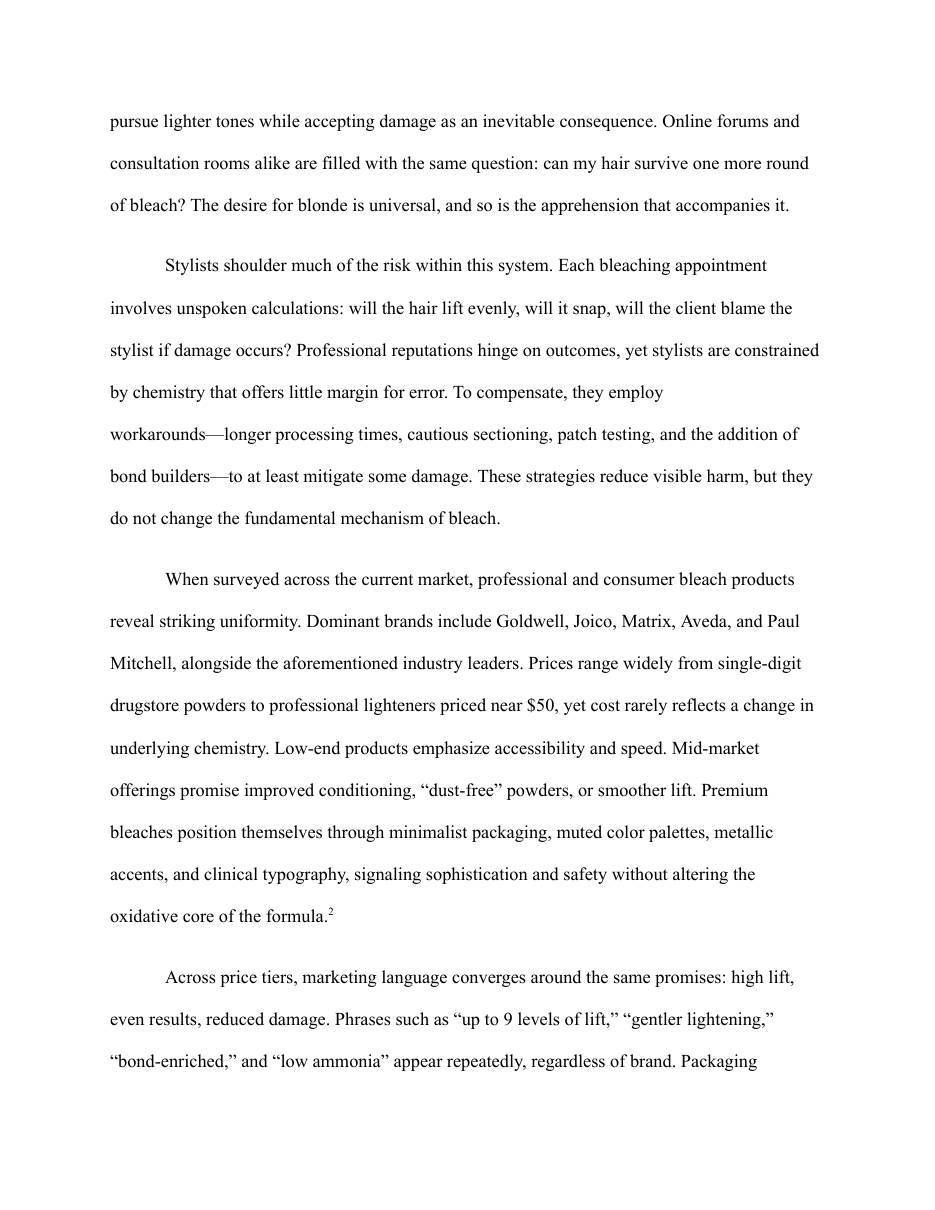 pursue lighter tones while accepting damage as an inevitable consequence. Online forums and
consultation rooms alike are filled with the same question: can my hair survive one more round
of bleach? The desire for blonde is universal, and so is the apprehension that accompanies it.
Stylists shoulder much of the risk within this system. Each bleaching appointment
involves unspoken calculations: will the hair lift evenly, will it snap, will the client blame the
stylist if damage occurs? Professional reputations hinge on outcomes, yet stylists are constrained
by chemistry that offers little margin for error. To compensate, they employ
workarounds—longer processing times, cautious sectioning, patch testing, and the addition of
bond builders—to at least mitigate some damage. These strategies reduce visible harm, but they
do not change the fundamental mechanism of bleach.
When surveyed across the current market, professional and consumer bleach products
reveal striking uniformity. Dominant brands include Goldwell, Joico, Matrix, Aveda, and Paul
Mitchell, alongside the aforementioned industry leaders. Prices range widely from single-digit
drugstore powders to professional lighteners priced near $50, yet cost rarely reflects a change in
underlying chemistry. Low-end products emphasize accessibility and speed. Mid-market
offerings promise improved conditioning, “dust-free” powders, or smoother lift. Premium
bleaches position themselves through minimalist packaging, muted color palettes, metallic
accents, and clinical typography, signaling sophistication and safety without altering the
oxidative core of the formula.²
Across price tiers, marketing language converges around the same promises: high lift,
even results, reduced damage. Phrases such as “up to 9 levels of lift,” “gentler lightening,”
“bond-enriched,” and “low ammonia” appear repeatedly, regardless of brand. Packaging